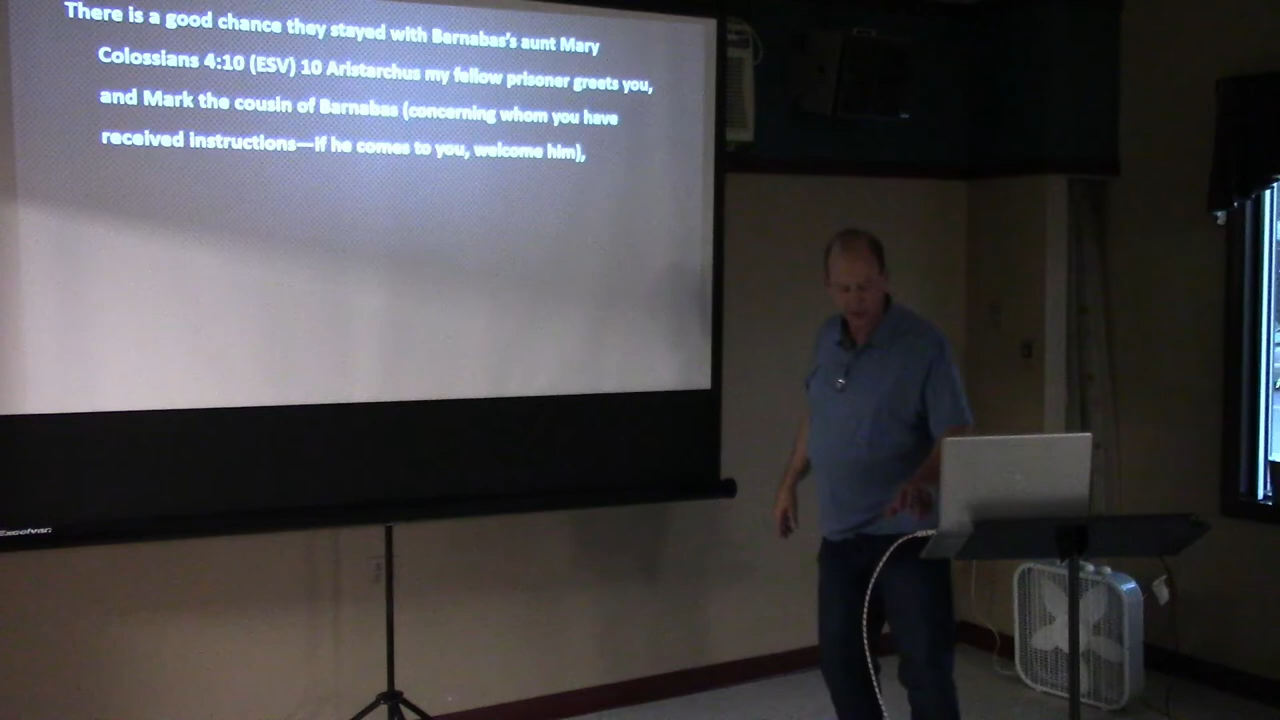 There is a good chance they stayed with Barnabas's aunt Mary
Colossians 4:10 (ESV) 10 Aristarchus my fellow prisoner greets you,
and Mark the cousin of Barnabas (concerning whom you have
received instructions—if he comes to you, welcome him),
Excelvan